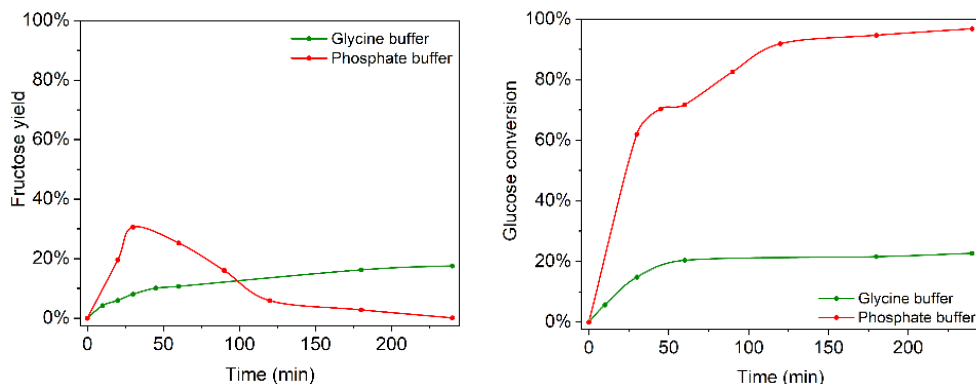 100%
80%
60%
40%
20%
0%
Fructose yield
Glycine buffer
Phosphate buffer
0
50
100
150
200
Time (min)
100%
80%
60%
40%
20%
0%
Glucose conversion
Glycine buffer
Phosphate buffer
0
50
100
150
200
Time (min)